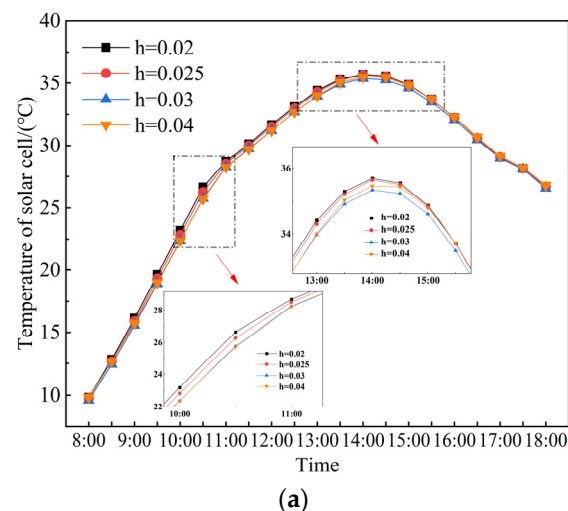 Temperature of solar cell/(℃)
40
35
30
25
20
15
10
h=0.02
h=0.025
h=0.03
h=0.04
36
34
13:00 14:00 15:00
h=0.02
h=0.025
h=0.03
h=0.04
28
26
24
22
10:00 11:00
h=0.02
h=0.025
h=0.03
h=0.04
8:00 9:00 10:00 11:00 12:00 13:00 14:00 15:00 16:00 17:00 18:00
Time
(a)